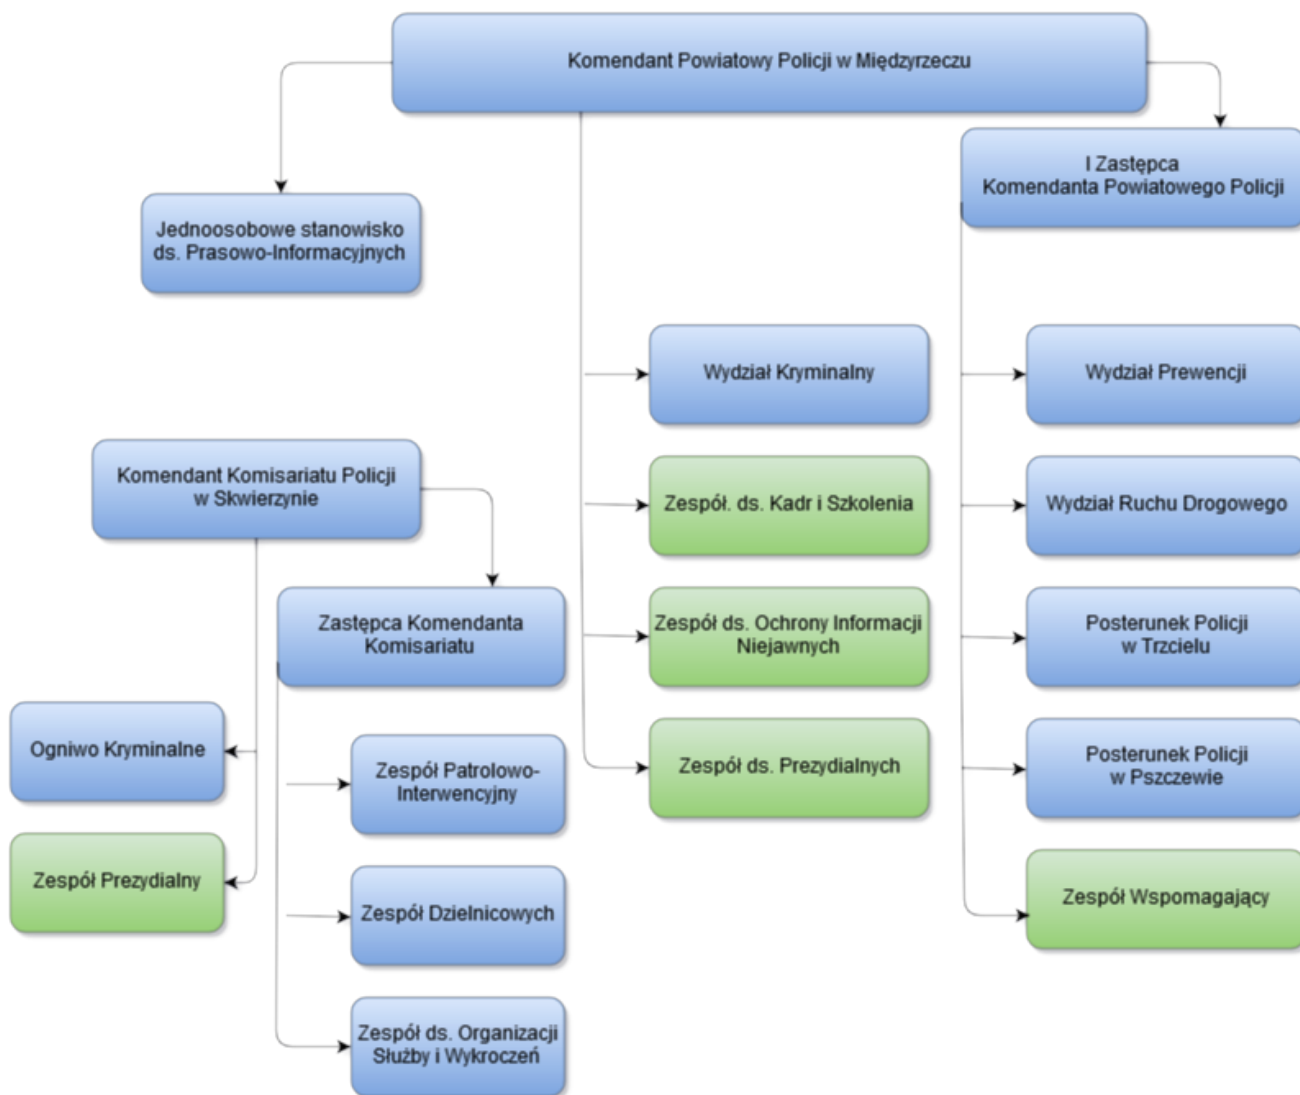 Komendant Powiatowy Policji w Międzyrzeczu
I Zastępca
Komendanta Powiatowego Policji
Jednoosobowe stanowisko
ds. Prasowo-Informacyjnych
Wydział Kryminalny
Wydział Prewencji
Komendant Komisariatu Policji
w Skwierzynie
Zespół. ds. Kadr i Szkolenia
Wydział Ruchu Drogowego
Zastępca Komendanta
Komisariatu
Zespół ds. Ochrony Informacji
Niejawnych
Posterunek Policji
w Trzcielu
Ogniwo Kryminalne
Zespół Patrolowo-
Interwencyjny
Zespół ds. Prezydialnych
Posterunek Policji
w Pszczewie
Zespół Prezydialny
Zespół Dzielnicowych
Zespół Wspomagający
Zespół ds. Organizacji
Służby i Wykroczeń